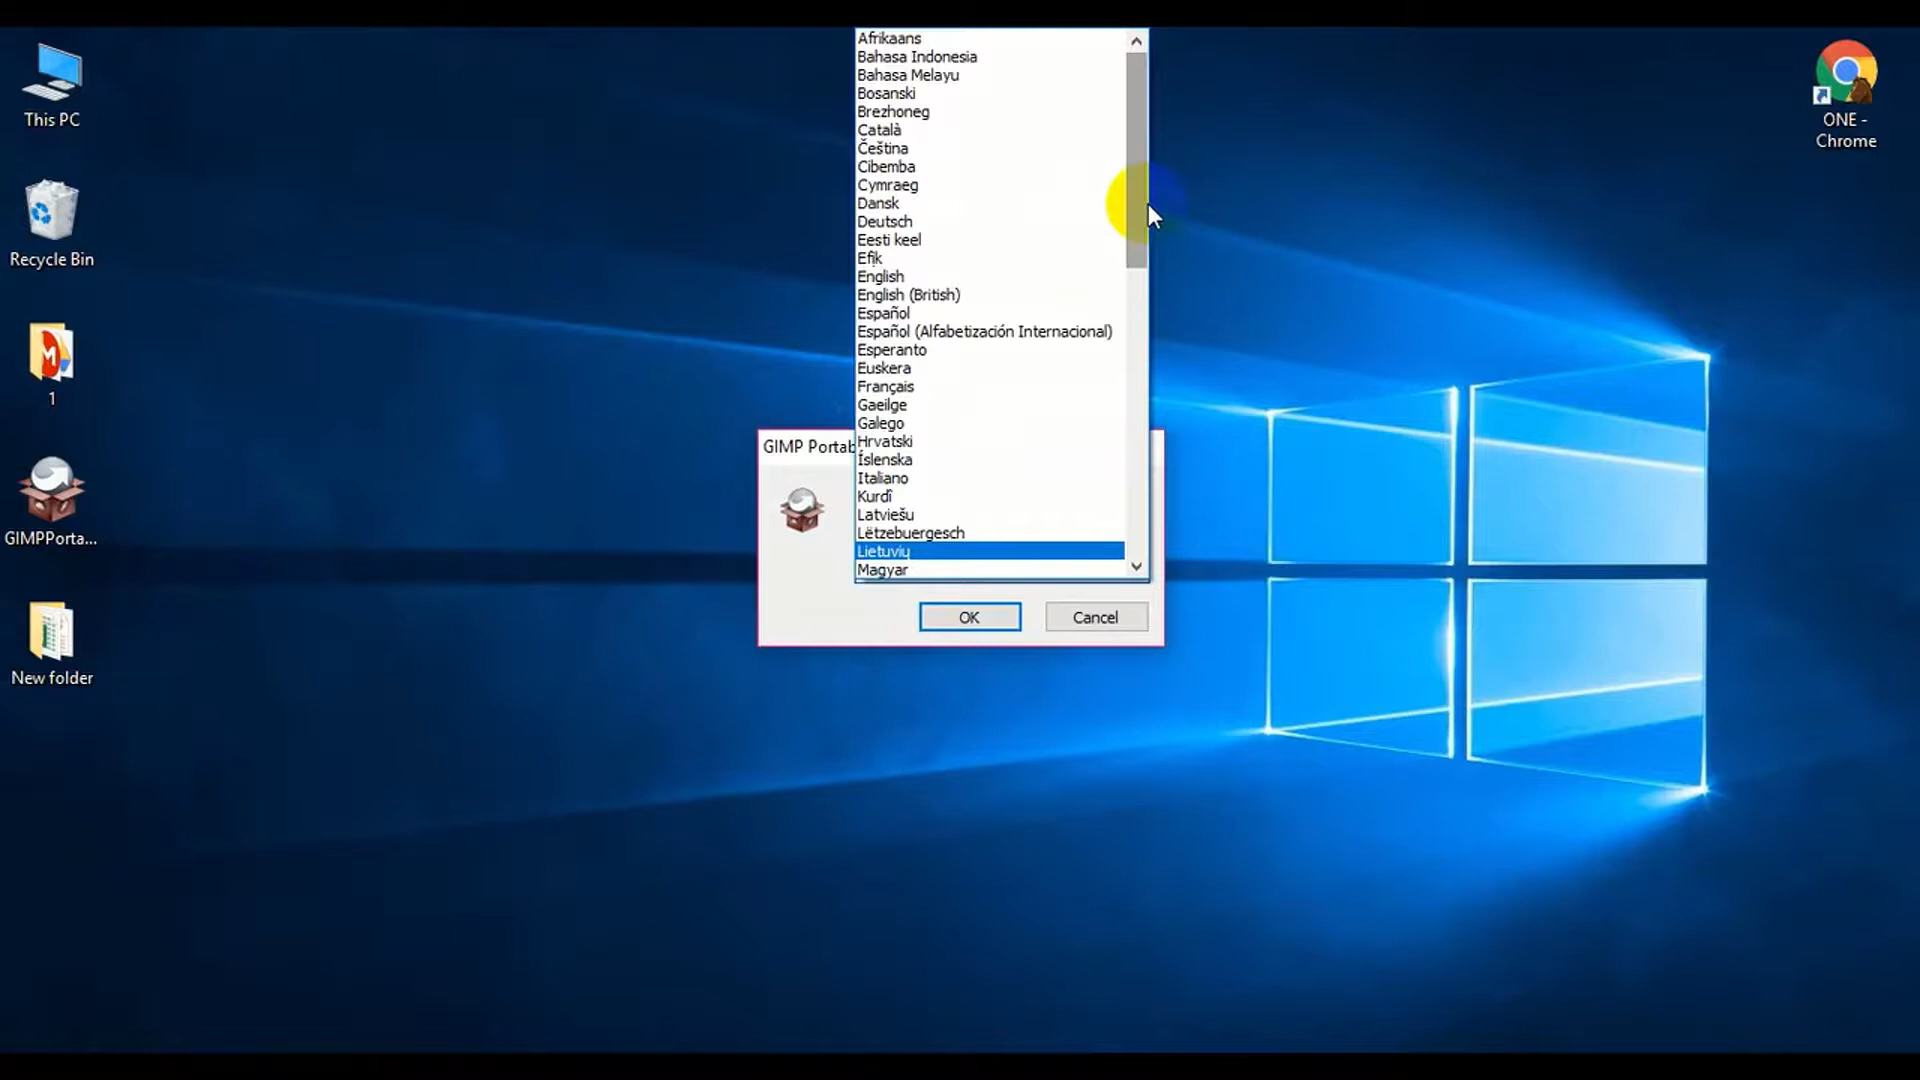 This PC
Recycle Bin
1
GIMPPorta...
New folder
Afrikaans
Bahasa Indonesia
Bahasa Melayu
Bosanski
Brezhoneg
Català
Čeština
Cibemba
Cymraeg
Dansk
Deutsch
Eesti keel
Efịk
English
English (British)
Español
Español (Alfabetización Internacional)
Esperanto
Euskera
Français
Gaeilge
Galego
Hrvatski
Íslenska
Italiano
Kurdî
Latviešu
Lëtzebuergesch
Lietuvių
Magyar
GIMP Portab
OK
Cancel
ONE -
Chrome